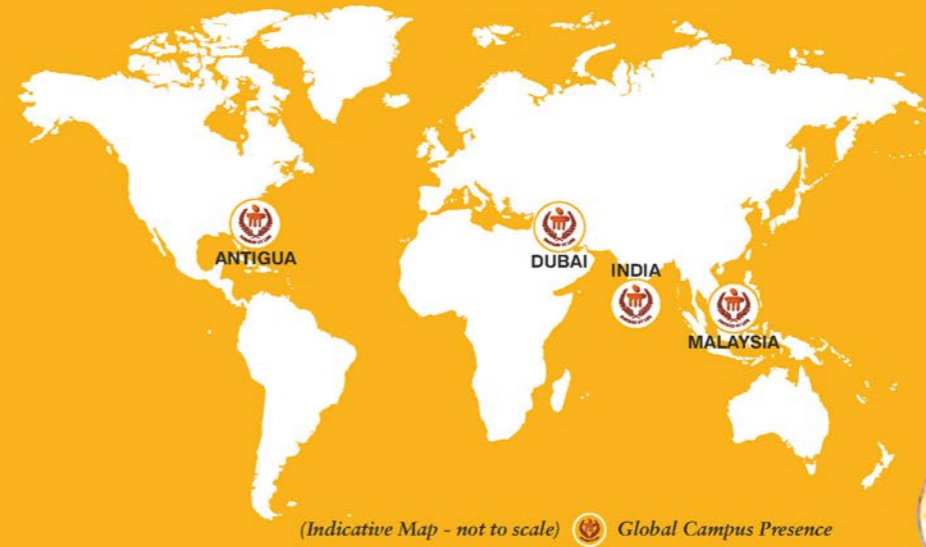 ANTIGUA
DUBAI
INDIA
MALAYSIA
(Indicative Map - not to scale) Global Campus Presence